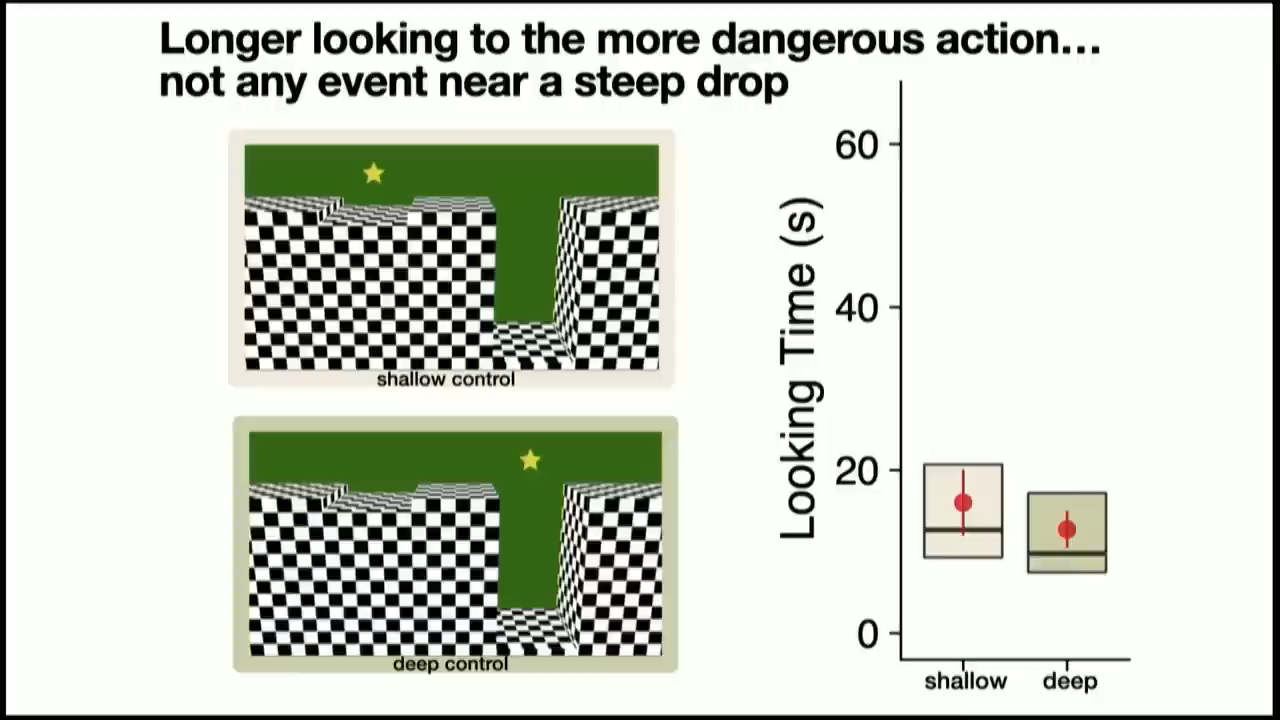 Longer looking to the more dangerous action...
not any event near a steep drop
shallow control
deep control
Looking Time (s)
60
40
20
0
shallow
deep